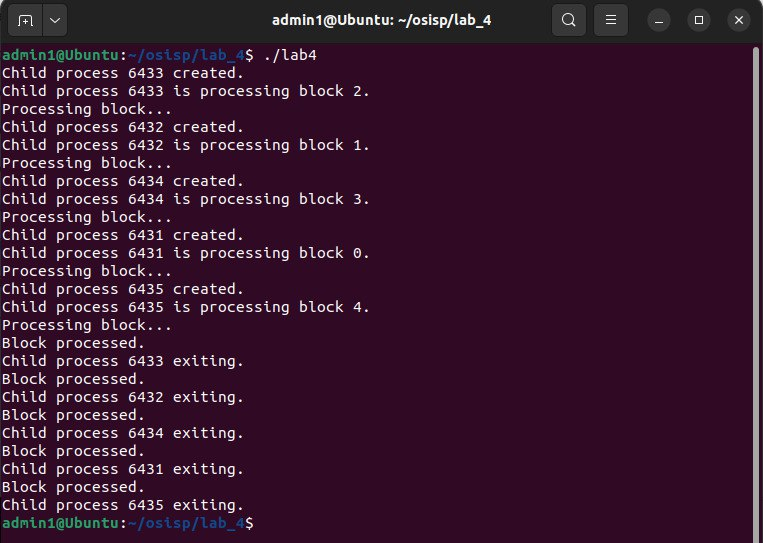 admin1@Ubuntu: ~/osisp/lab_4
admin1@Ubuntu:~/osisp/lab_4$ ./lab4
Child process 6433 created.
Child process 6433 is processing block 2.
Processing block...
Child process 6432 created.
Child process 6432 is processing block 1.
Processing block...
Child process 6434 created.
Child process 6434 is processing block 3.
Processing block...
Child process 6431 created.
Child process 6431 is processing block 0.
Processing block...
Child process 6435 created.
Child process 6435 is processing block 4.
Processing block...
Block processed.
Child process 6433 exiting.
Block processed.
Child process 6432 exiting.
Block processed.
Child process 6434 exiting.
Block processed.
Child process 6431 exiting.
Block processed.
Child process 6435 exiting.
admin1@Ubuntu:~/osisp/lab_4$